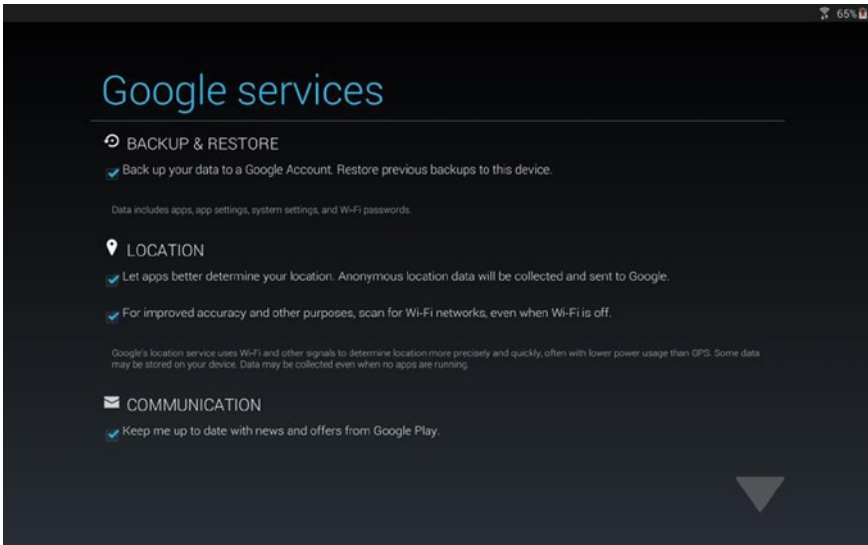 65%
Google services
BACKUP & RESTORE
Back up your data to a Google Account. Restore previous backups to this device.
Data includes apps, app settings, system settings, and Wi-Fi passwords.
LOCATION
Let apps better determine your location. Anonymous location data will be collected and sent to Google.
For improved accuracy and other purposes, scan for Wi-Fi networks, even when Wi-Fi is off.
Google's location service uses Wi-Fi and other signals to determine location more precisely and quickly, often with lower power usage than GPS. Some data
may be stored on your device. Data may be collected even when no apps are running.
COMMUNICATION
Keep me up to date with news and offers from Google Play.